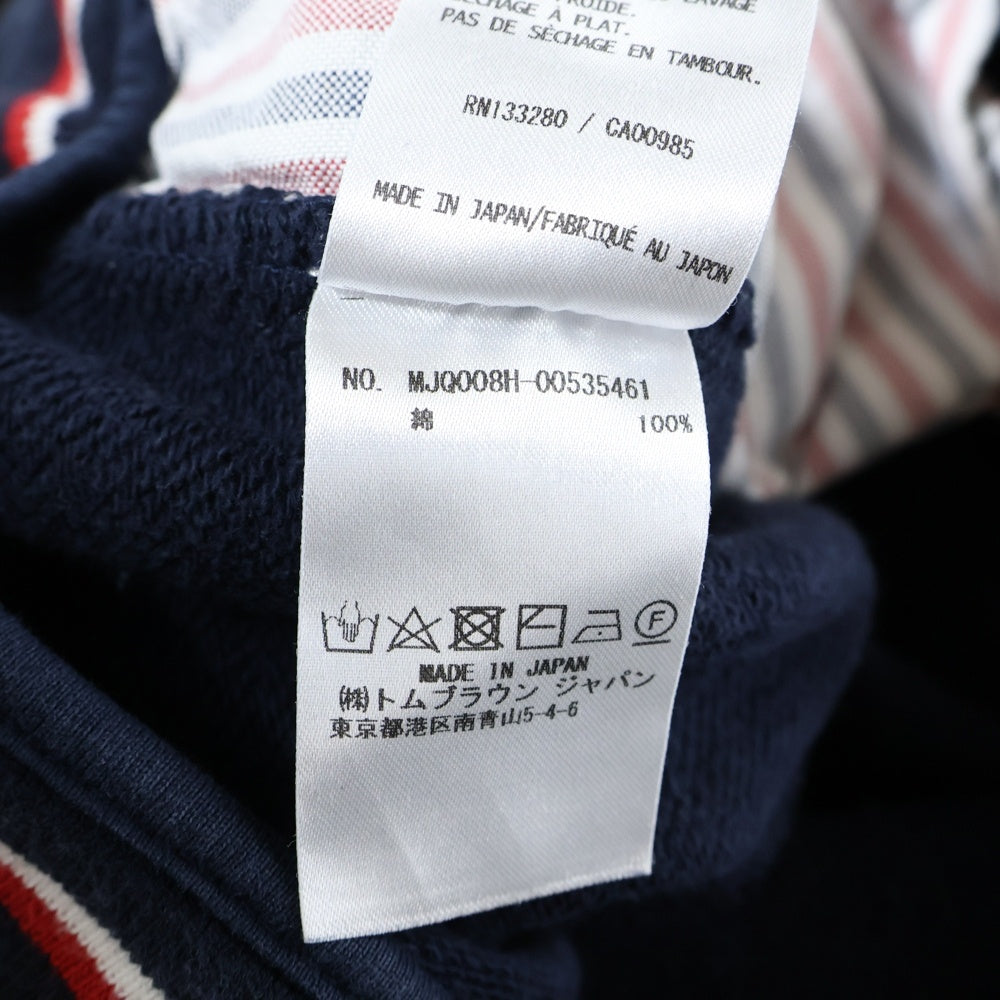 LAVAGE
FROIDE.
SÉCHAGE À PLAT.
PAS DE SÉCHAGE EN TAMBOUR.
RN133280 / CA00985
MADE IN JAPAN/FABRIQUÉ AU JAPON
NO. MJQ008H-00535461
綿 100%
F
MADE IN JAPAN
(株)トムブラウン ジャパン
東京都港区南青山5-4-6